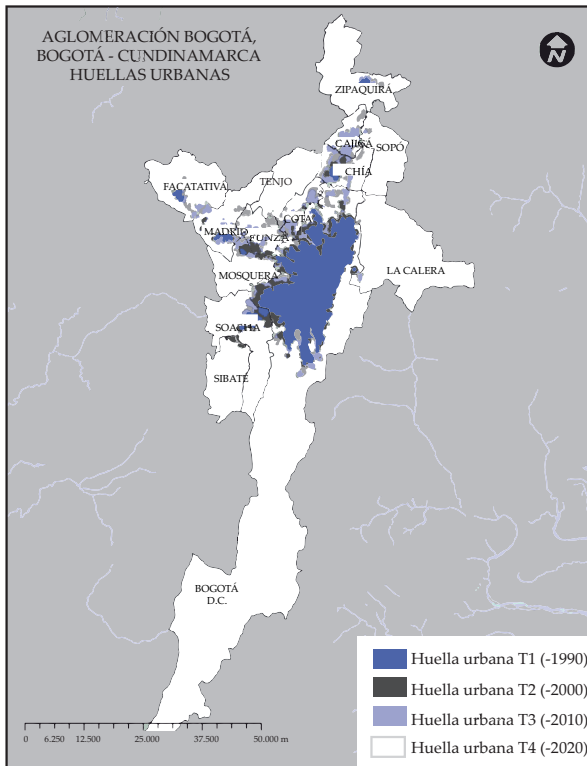 AGLOMERACIÓN BOGOTÁ,
BOGOTÁ - CUNDINAMARCA
HUELLAS URBANAS
N
ZIPAQUIRÁ
CAJICÁ
SOPÓ
CHÍA
TENJO
FACATATIVÁ
COTA
MADRID
FUNZA
LA CALERA
MOSQUERA
SOACHA
SIBATÉ
BOGOTÁ
D.C.
Huella urbana T1 (-1990)
Huella urbana T2 (-2000)
Huella urbana T3 (-2010)
Huella urbana T4 (-2020)
0 6.250 12.500 25.000 37.500 50.000 m